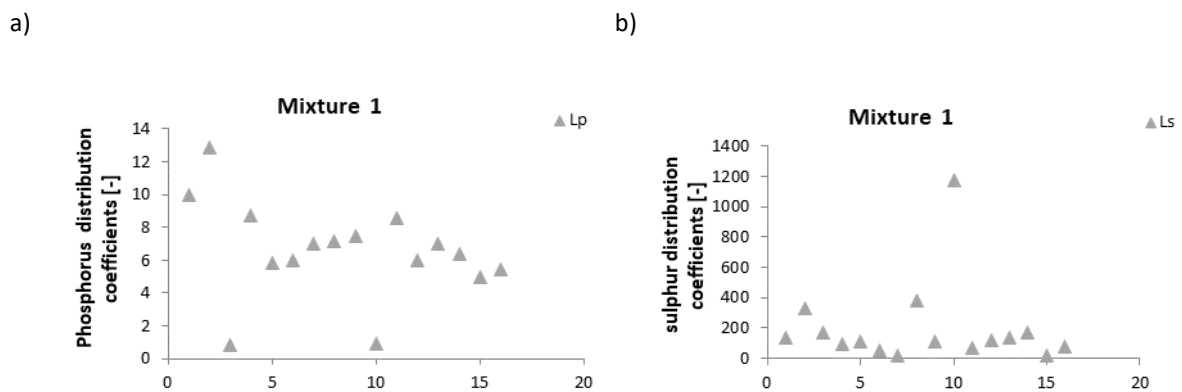 a)
b)
Mixture 1
Lp
Phosphorus distribution
coefficients [-]
14
12
10
8
6
4
2
0
0 5 10 15 20
Mixture 1
Ls
sulphur distribution
coefficients [-]
1400
1200
1000
800
600
400
200
0
0 5 10 15 20